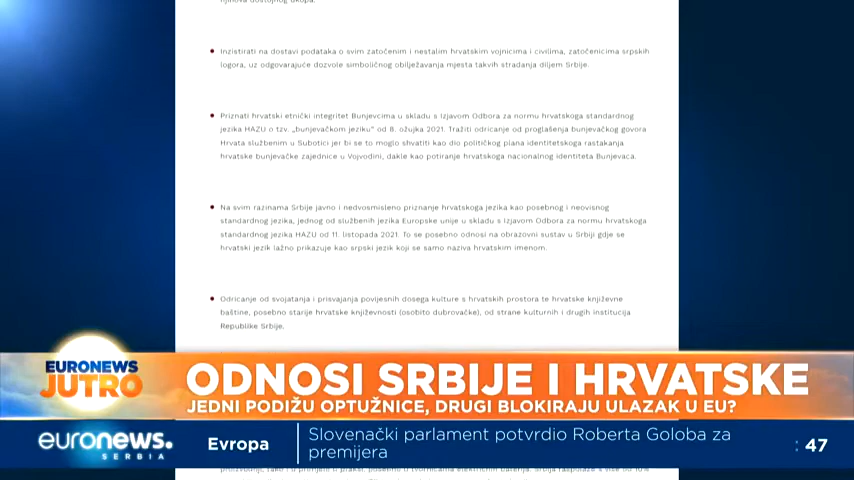 njihova dostojnog ukopa.
Inzistirati na dostavi podataka o svim zatočenim i nestalim hrvatskim vojnicima i civilima, zatočenicima srpskih
logora, uz odgovarajuće dozvole simboličnog obilježavanja mjesta takvih stradanja diljem Srbije.
Priznati hrvatski etnički integritet Bunjevcima u skladu s Izjavom Odbora za normu hrvatskoga standardnog
jezika HAZU o tzv. „bunjevačkom jeziku" od 8. ožujka 2021. Tražiti odricanje od proglašenja bunjevačkog govora
Hrvata službenim u Subotici jer bi se to moglo shvatiti kao dio političkog plana identitetskoga rastakanja
hrvatske bunjevačke zajednice u Vojvodini, dakle kao potiranje hrvatskoga nacionalnog identiteta Bunjevaca.
Na svim razinama Srbije javno i nedvosmisleno priznanje hrvatskoga jezika kao posebnog i neovisnog
standardnog jezika, jednog od službenih jezika Europske unije u skladu s Izjavom Odbora za normu hrvatskoga
standardnog jezika HAZU od 11. listopada 2021. To se posebno odnosi na obrazovni sustav u Srbiji gdje se
hrvatski jezik lažno prikazuje kao srpski jezik koji se samo naziva hrvatskim imenom.
Odricanje od svojatanja i prisvajanja povijesnih dosega kulture s hrvatskih prostora te hrvatske književne
baštine, posebno starije hrvatske književnosti (osobito dubrovačke), od strane kulturnih i drugih institucija
Republike Srbije.
EURONEWS
JUTRO
ODNOSI SRBIJE I HRVATSKE
JEDNI PODIŽU OPTUŽNICE, DRUGI BLOKIRAJU ULAZAK U EU?
euronews.
SERBIA
Evropa
Slovenački parlament potvrdio Roberta Goloba za
premijera
: 47